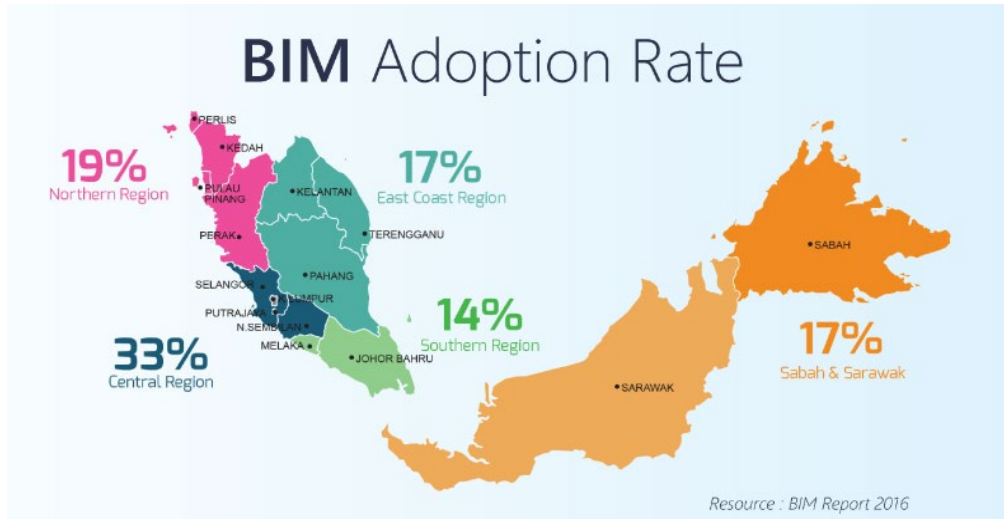 BIM Adoption Rate
PERLIS
KEDAH
19%
Northern Region
PULAU
PINANG
PERAK
17%
East Coast Region
KELANTAN
TERENGGANU
PAHANG
SELANGOR
K.LUMPUR
PUTRAJAYA
N.SEMBILAN
MELAKA
33%
Central Region
14%
Southern Region
JOHOR BAHRU
SABAH
17%
Sabah & Sarawak
SARAWAK
Resource : BIM Report 2016